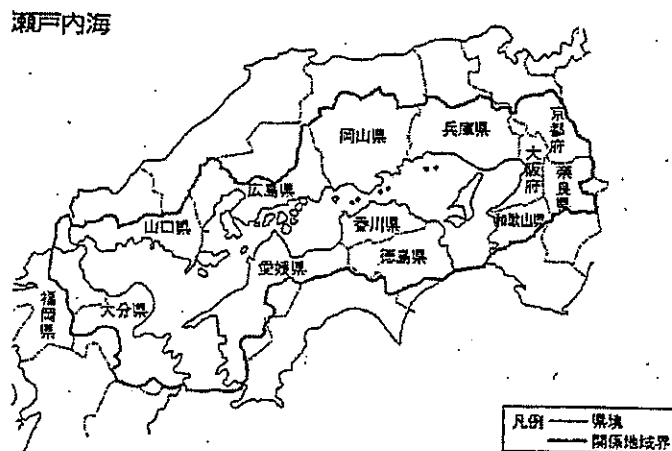 瀬戸内海
岡山県
兵庫県
京都府
大阪府
奈良県
広島県
山口県
香川県
和歌山県
愛媛県
徳島県
福岡県
大分県
凡例
県境
関係地域界